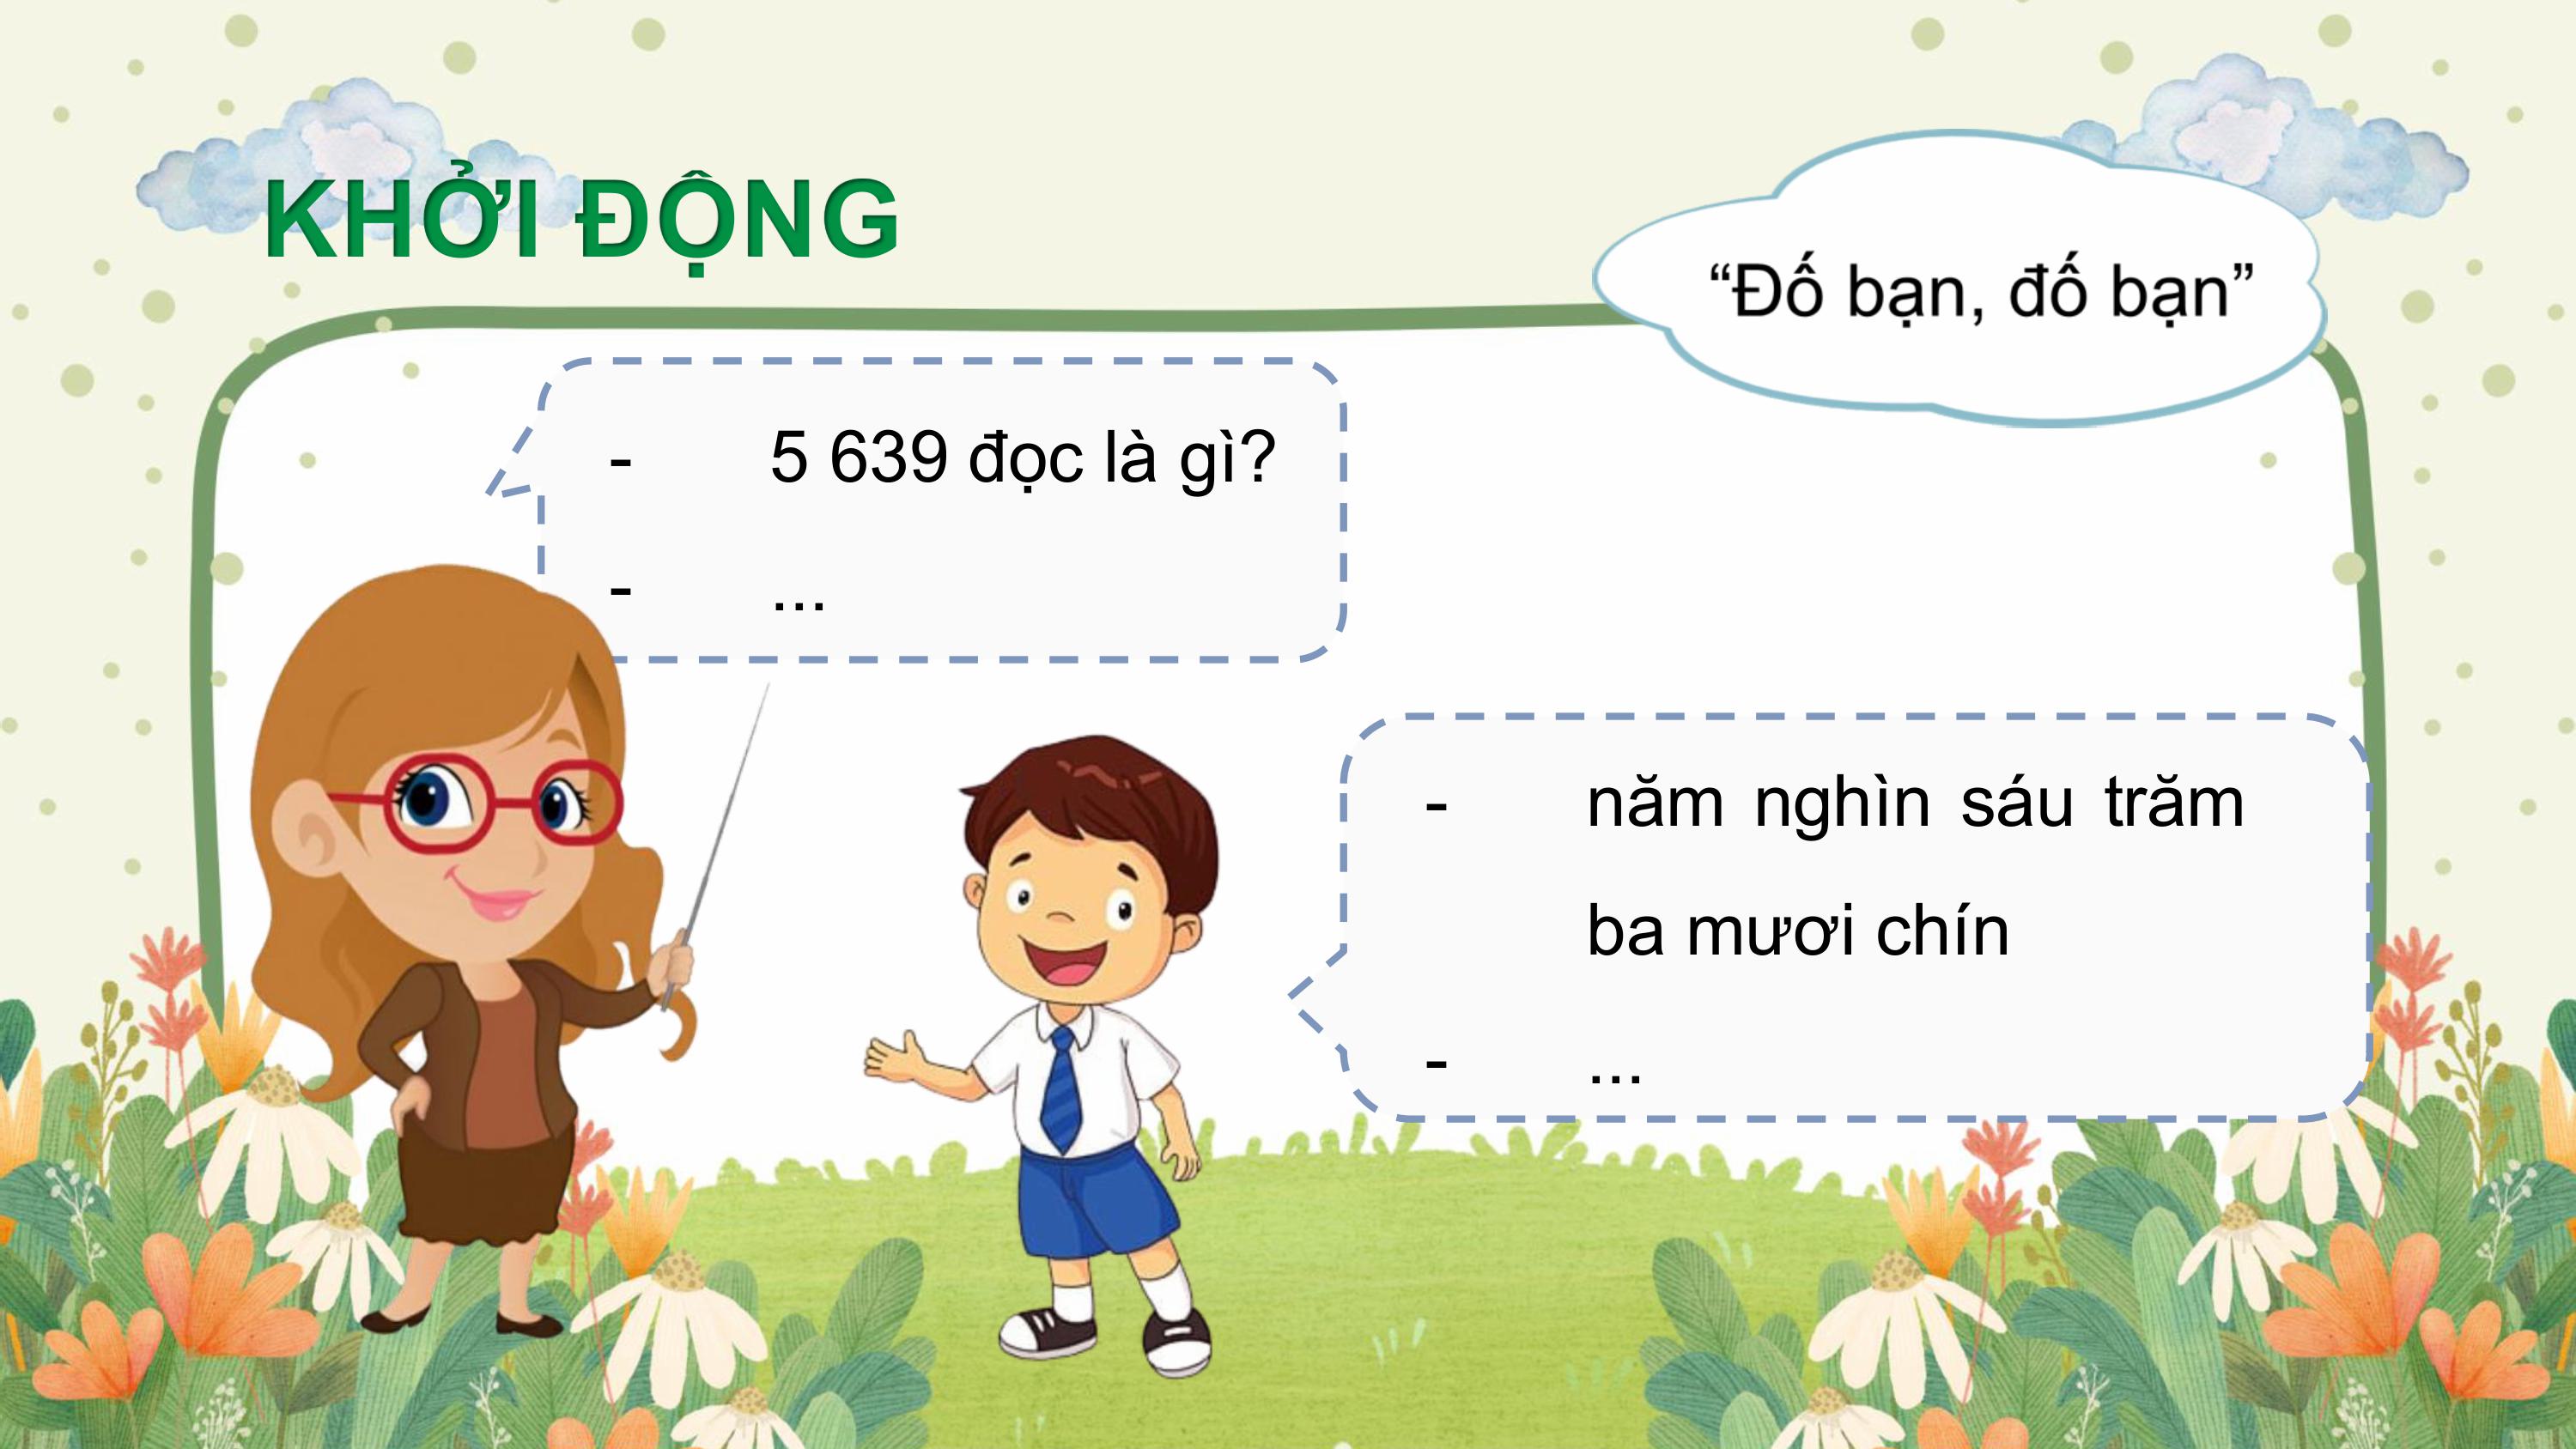 KHỞI ĐỘNG
“Đố bạn, đố bạn”
- 5 639 đọc là gì?
- ...
- năm nghìn sáu trăm
ba mươi chín
- ...